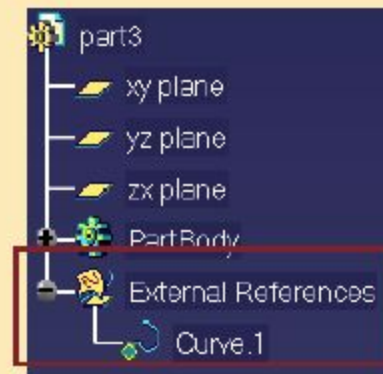 part3
xy plane
yz plane
zx plane
PartBody
External References
Curve.1